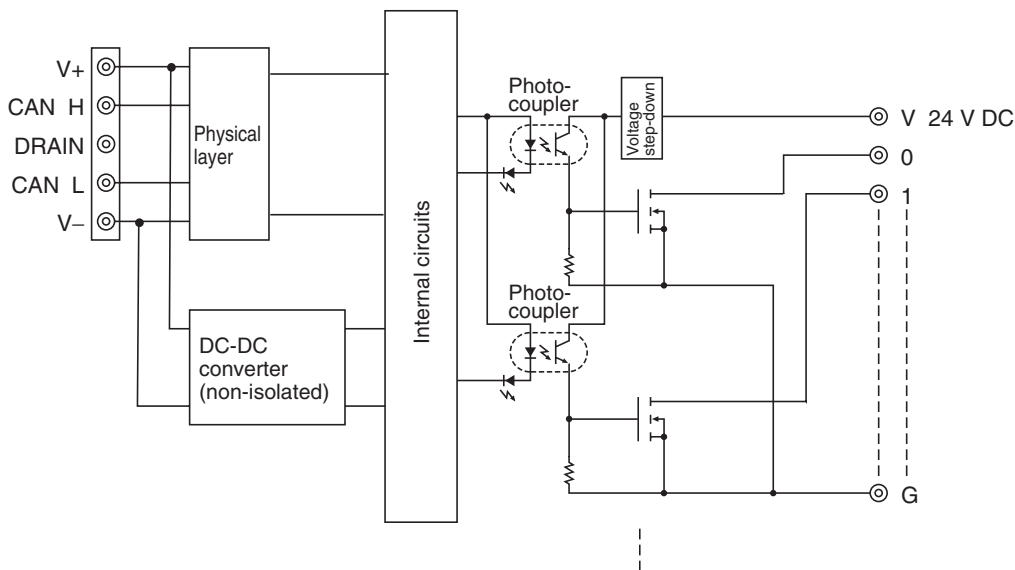 V+
CAN H
DRAIN
CAN L
V–
Physical
layer
DC-DC
converter
(non-isolated)
Internal circuits
Photo-
coupler
Voltage
step-down
Photo-
coupler
V 24 V DC
0
1
G